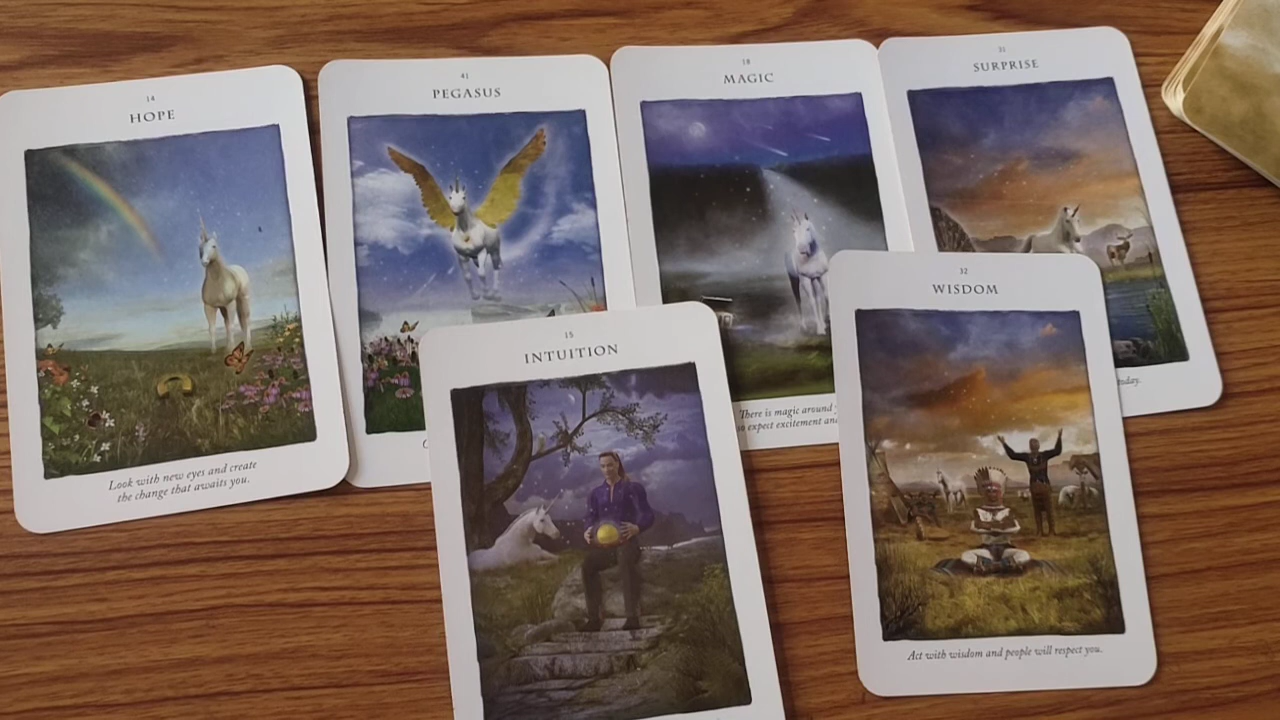 14
HOPE
Look with new eyes and create
the change that awaits you.
41
PEGASUS
18
MAGIC
There is magic around
expect excitement and
31
SURPRISE
today.
15
INTUITION
32
WISDOM
Act with wisdom and people will respect you.